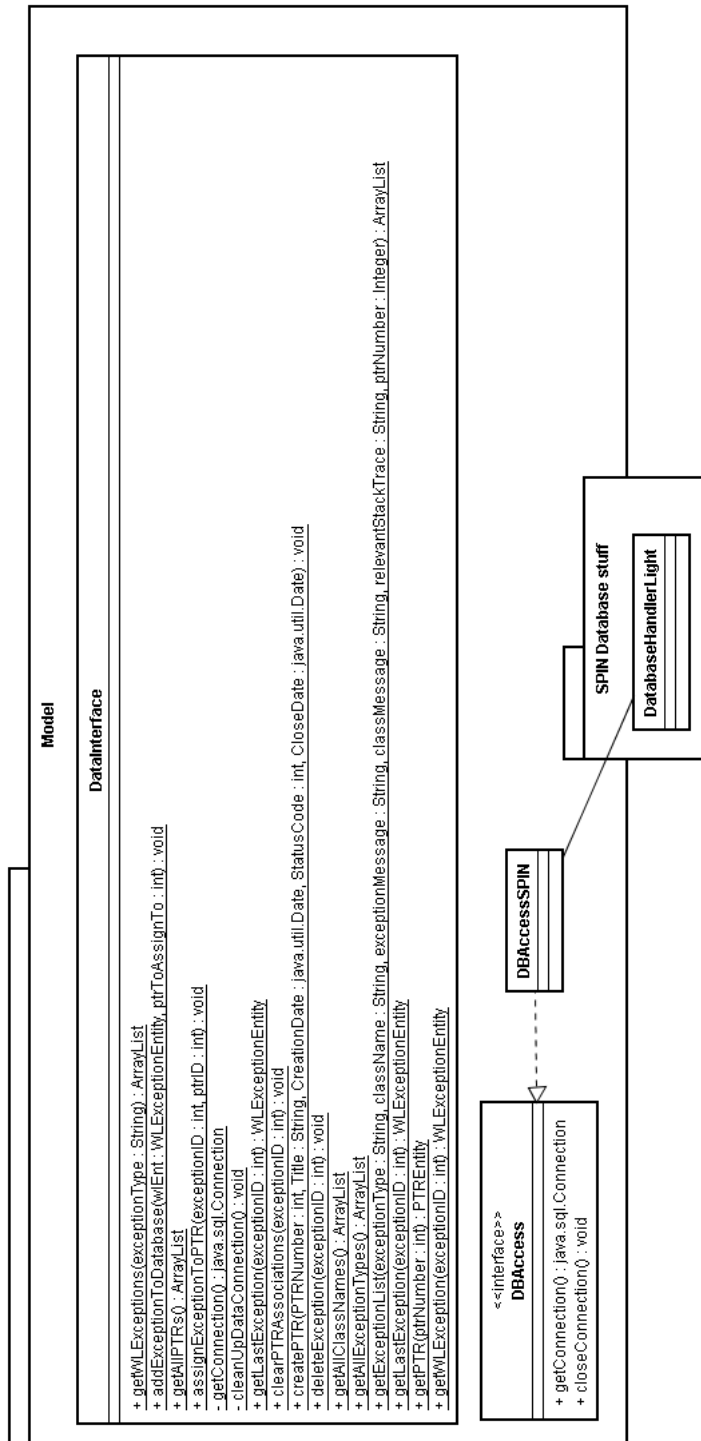 Model
DataInterface
+ getWLExceptions(exceptionType : String) : ArrayList
+ addExceptionToDatabase(wlEnt : WLExceptionEntity, ptrToAssignTo : int) : void
+ getAllPTRs() : ArrayList
+ assignExceptionToPTR(exceptionID : int, ptrID : int) : void
- getConnection() : java.sql.Connection
- cleanUpDataConnection() : void
+ getLastException(exceptionID : int) : WLExceptionEntity
+ clearPTRAssociations(exceptionID : int) : void
+ createPTR(PTRNumber : int, Title : String, CreationDate : java.util.Date, StatusCode : int, CloseDate : java.util.Date) : void
+ deleteException(exceptionID : int) : void
+ getAllClassNames() : ArrayList
+ getAllExceptionTypes() : ArrayList
+ getExceptionList(exceptionType : String, className : String, exceptionMessage : String, classMessage : String, relevantStackTrace : String, ptrNumber : Integer) : ArrayList
+ getLastException(exceptionID : int) : WLExceptionEntity
+ getPTR(ptrNumber : int) : PTREntity
+ getWLException(exceptionID : int) : WLExceptionEntity
<<interface>>
DBAccess
+ getConnection() : java.sql.Connection
+ closeConnection() : void
DBAccessSPIN
SPIN Database stuff
DatabaseHandlerLight